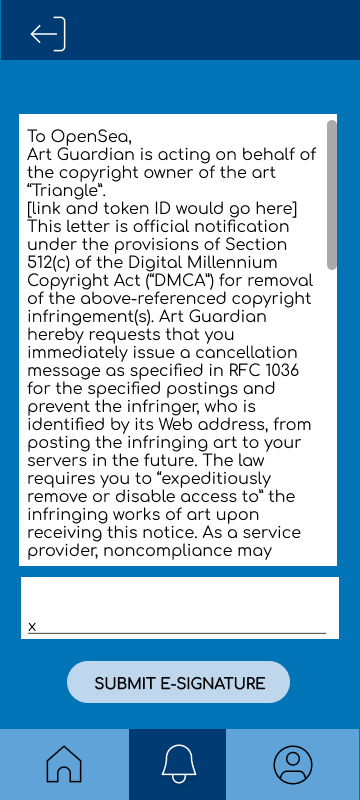 To OpenSea,
Art Guardian is acting on behalf of
the copyright owner of the art
“Triangle”.
[link and token ID would go here]
This letter is official notification
under the provisions of Section
512(c) of the Digital Millennium
Copyright Act (“DMCA”) for removal
of the above-referenced copyright
infringement(s). Art Guardian
hereby requests that you
immediately issue a cancellation
message as specified in RFC 1036
for the specified postings and
prevent the infringer, who is
identified by its Web address, from
posting the infringing art to your
servers in the future. The law
requires you to “expeditiously
remove or disable access to” the
infringing works of art upon
receiving this notice. As a service
provider, noncompliance may
x
SUBMIT E-SIGNATURE